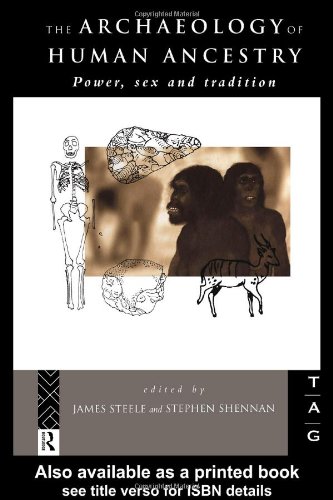 THE ARCHAEOLOGY OF
HUMAN ANCESTRY
Power, sex and tradition
edited by
JAMES STEELE and STEPHEN SHENNAN
R
T
A
G
Also available as a printed book
see title verso for ISBN details